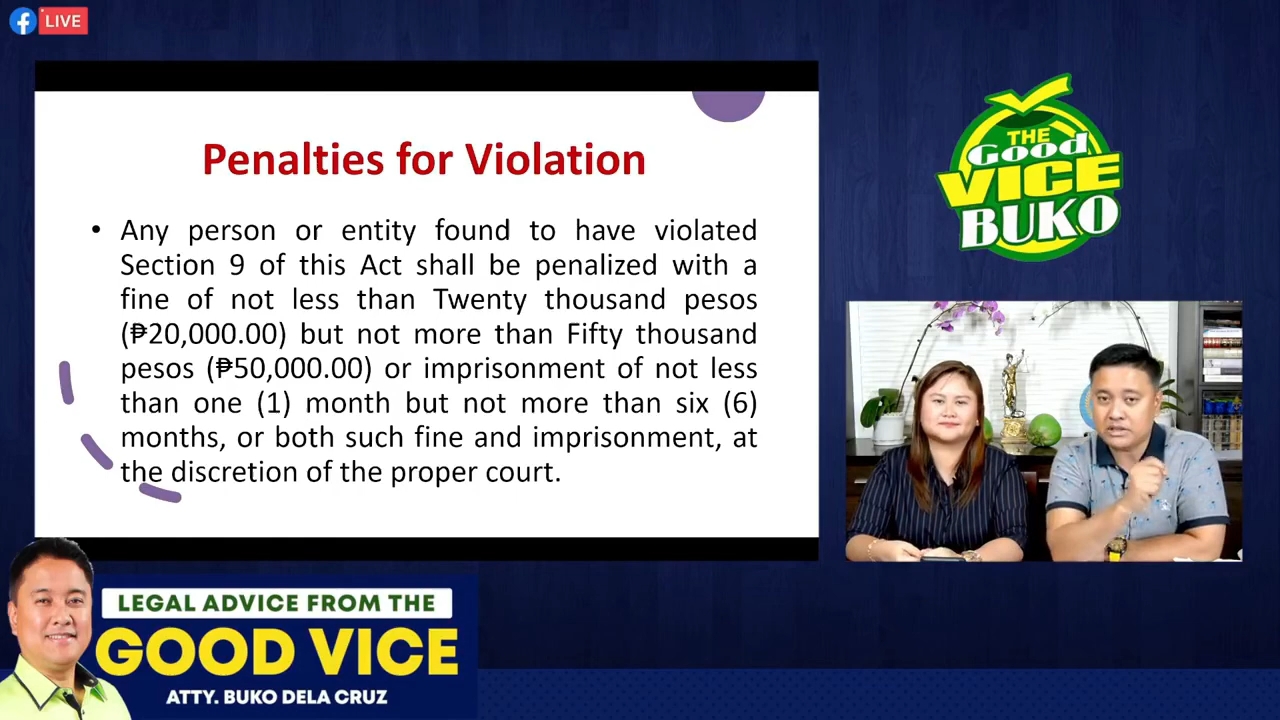 LIVE
Penalties for Violation
• Any person or entity found to have violated
Section 9 of this Act shall be penalized with a
fine of not less than Twenty thousand pesos
(₱20,000.00) but not more than Fifty thousand
pesos (₱50,000.00) or imprisonment of not less
than one (1) month but not more than six (6)
months, or both such fine and imprisonment, at
the discretion of the proper court.
THE
Good
VICE
BUKO
LEGAL ADVICE FROM THE
GOOD VICE
ATTY. BUKO DELA CRUZ